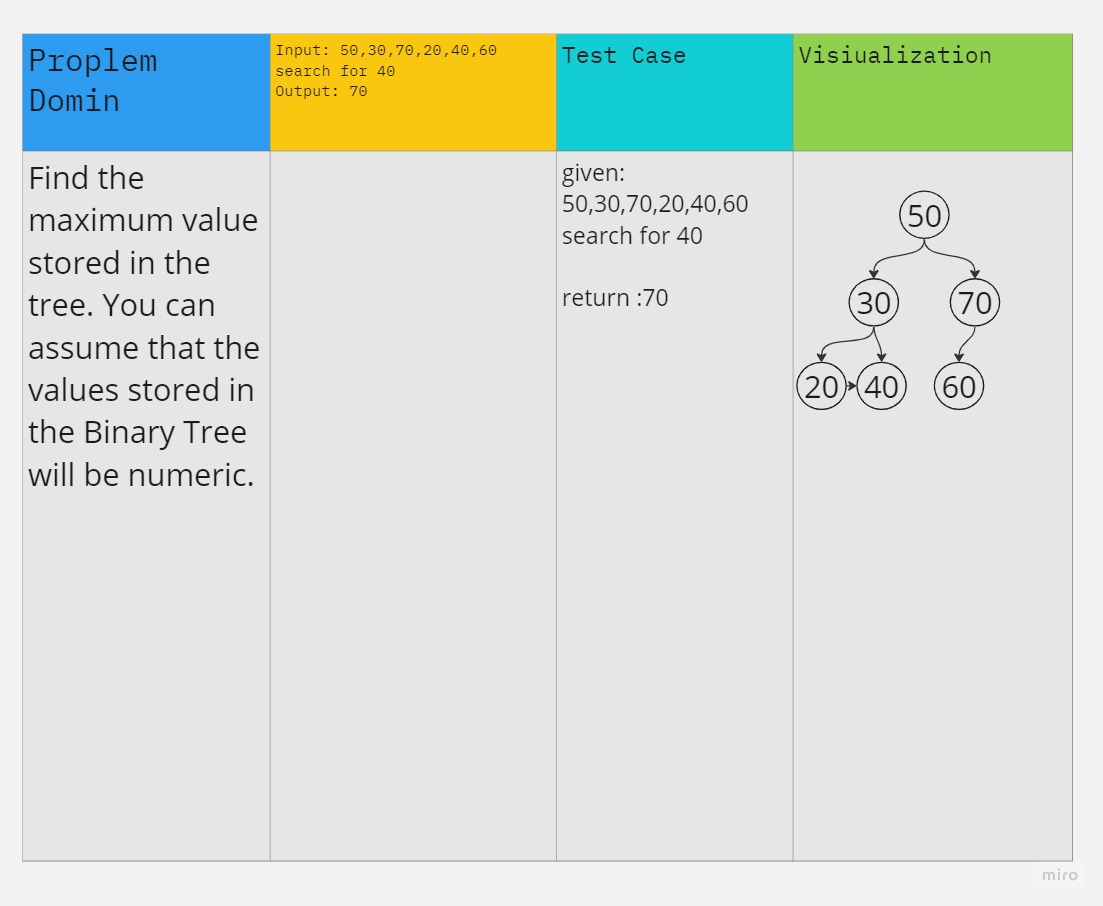 Proplem
Domin
Input: 50,30,70,20,40,60
search for 40
Output: 70
Test Case
Visiualization
Find the
maximum value
stored in the
tree. You can
assume that the
values stored in
the Binary Tree
will be numeric.
given:
50,30,70,20,40,60
search for 40
return :70
50
30
70
20
40
60
miro